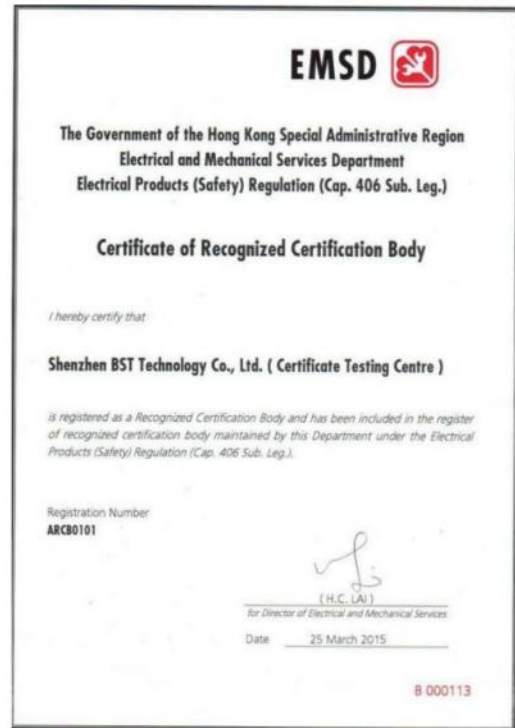 EMSD
The Government of the Hong Kong Special Administrative Region
Electrical and Mechanical Services Department
Electrical Products (Safety) Regulation (Cap. 406 Sub. Leg.)
Certificate of Recognized Certification Body
I hereby certify that
Shenzhen BST Technology Co., Ltd. ( Certificate Testing Centre )
is registered as a Recognized Certification Body and has been included in the register
of recognized certification body maintained by this Department under the Electrical
Products (Safety) Regulation (Cap. 406 Sub. Leg.).
Registration Number
ARCB0101
( H.C. LAI )
for Director of Electrical and Mechanical Services
Date 25 March 2015
B 000113